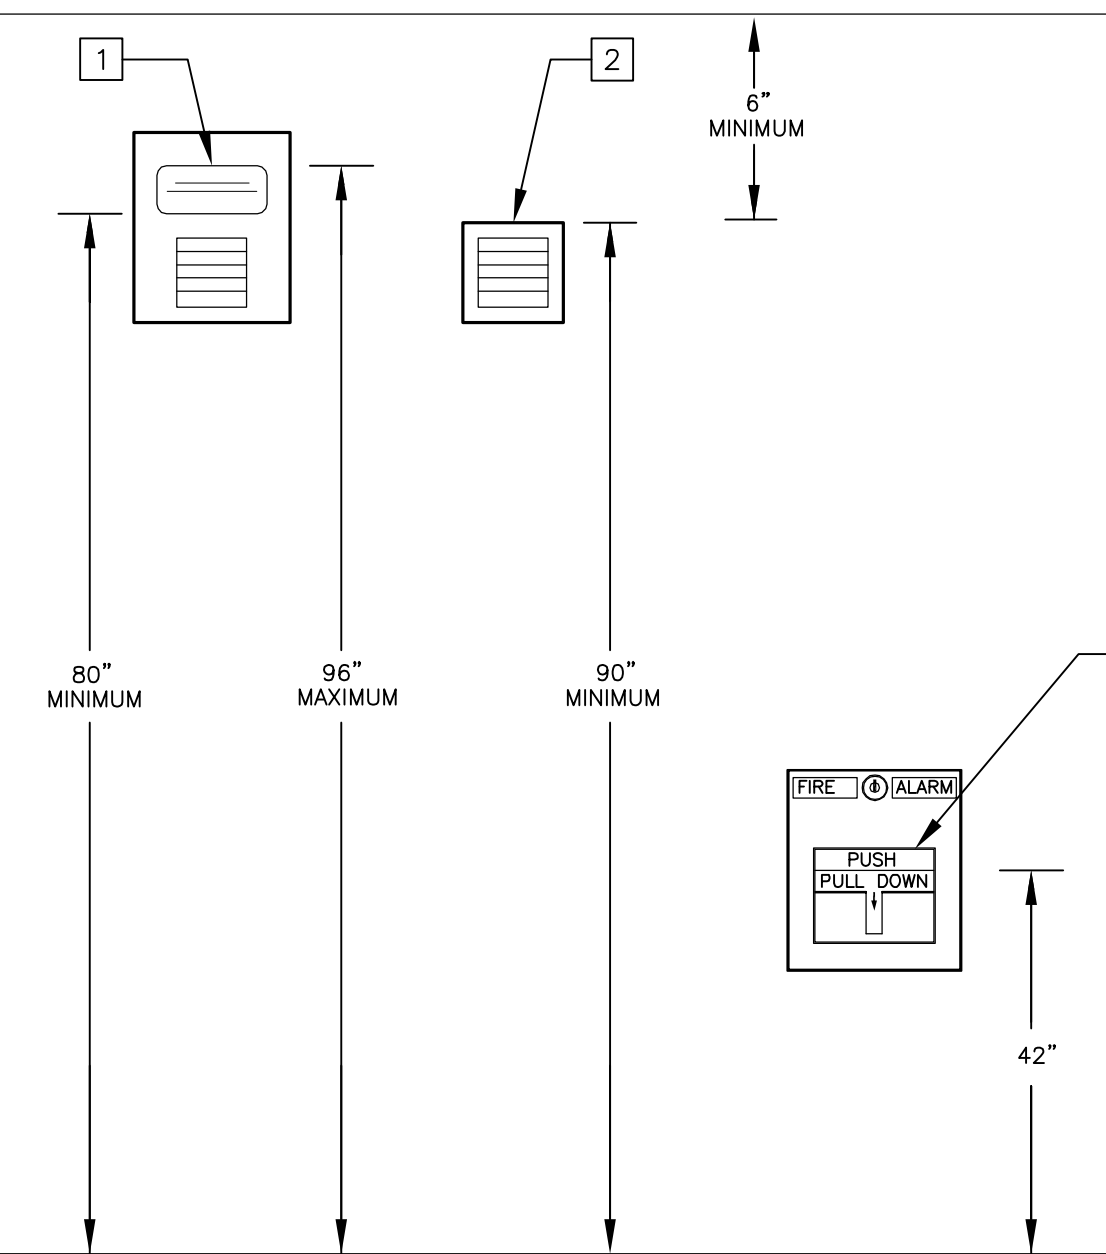 1
2
6”
MINIMUM
80”
MINIMUM
96”
MAXIMUM
90”
MINIMUM
FIRE ALARM
PUSH
PULL DOWN
42”